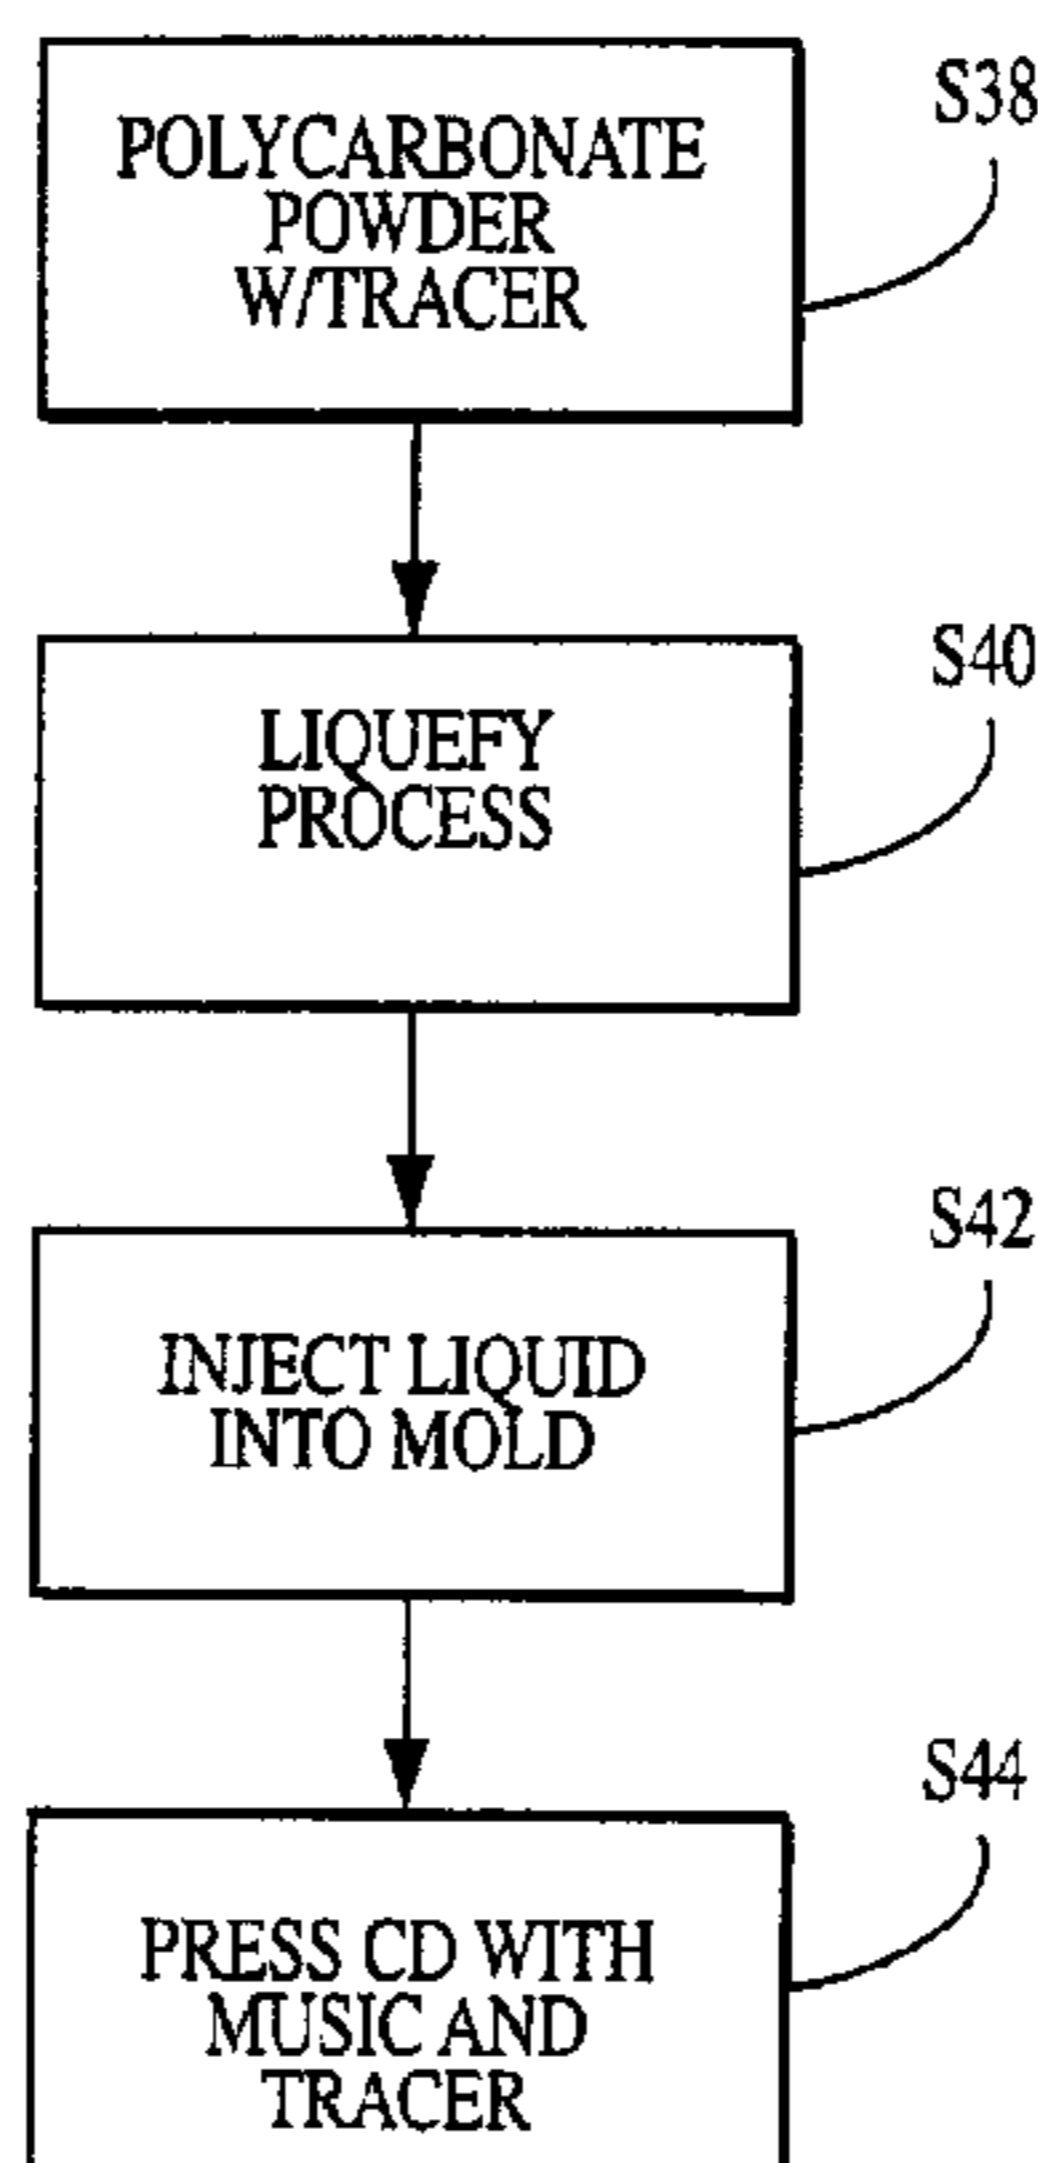 POLYCARBONATE
POWDER
W/TRACER
S38
LIQUEFY
PROCESS
S40
INJECT LIQUID
INTO MOLD
S42
PRESS CD WITH
MUSIC AND
TRACER
S44